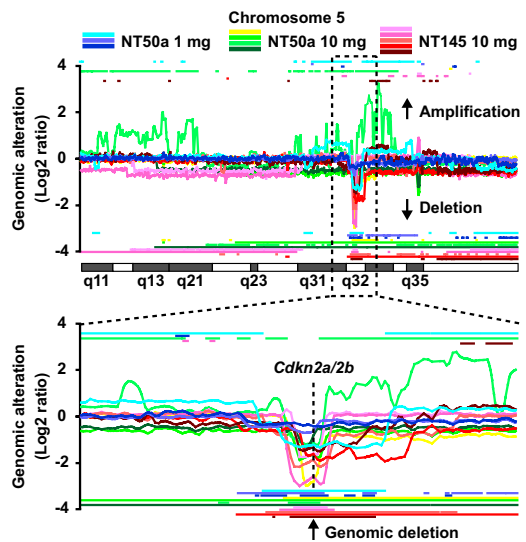 Chromosome 5
NT50a 1 mg
NT50a 10 mg
NT145 10 mg
Genomic alteration
(Log2 ratio)
4
2
0
-2
-4
Amplification
Deletion
q11
q13
q21
q23
q31
q32
q35
Genomic alteration
(Log2 ratio)
4
2
0
-2
-4
Cdkn2a/2b
Genomic deletion